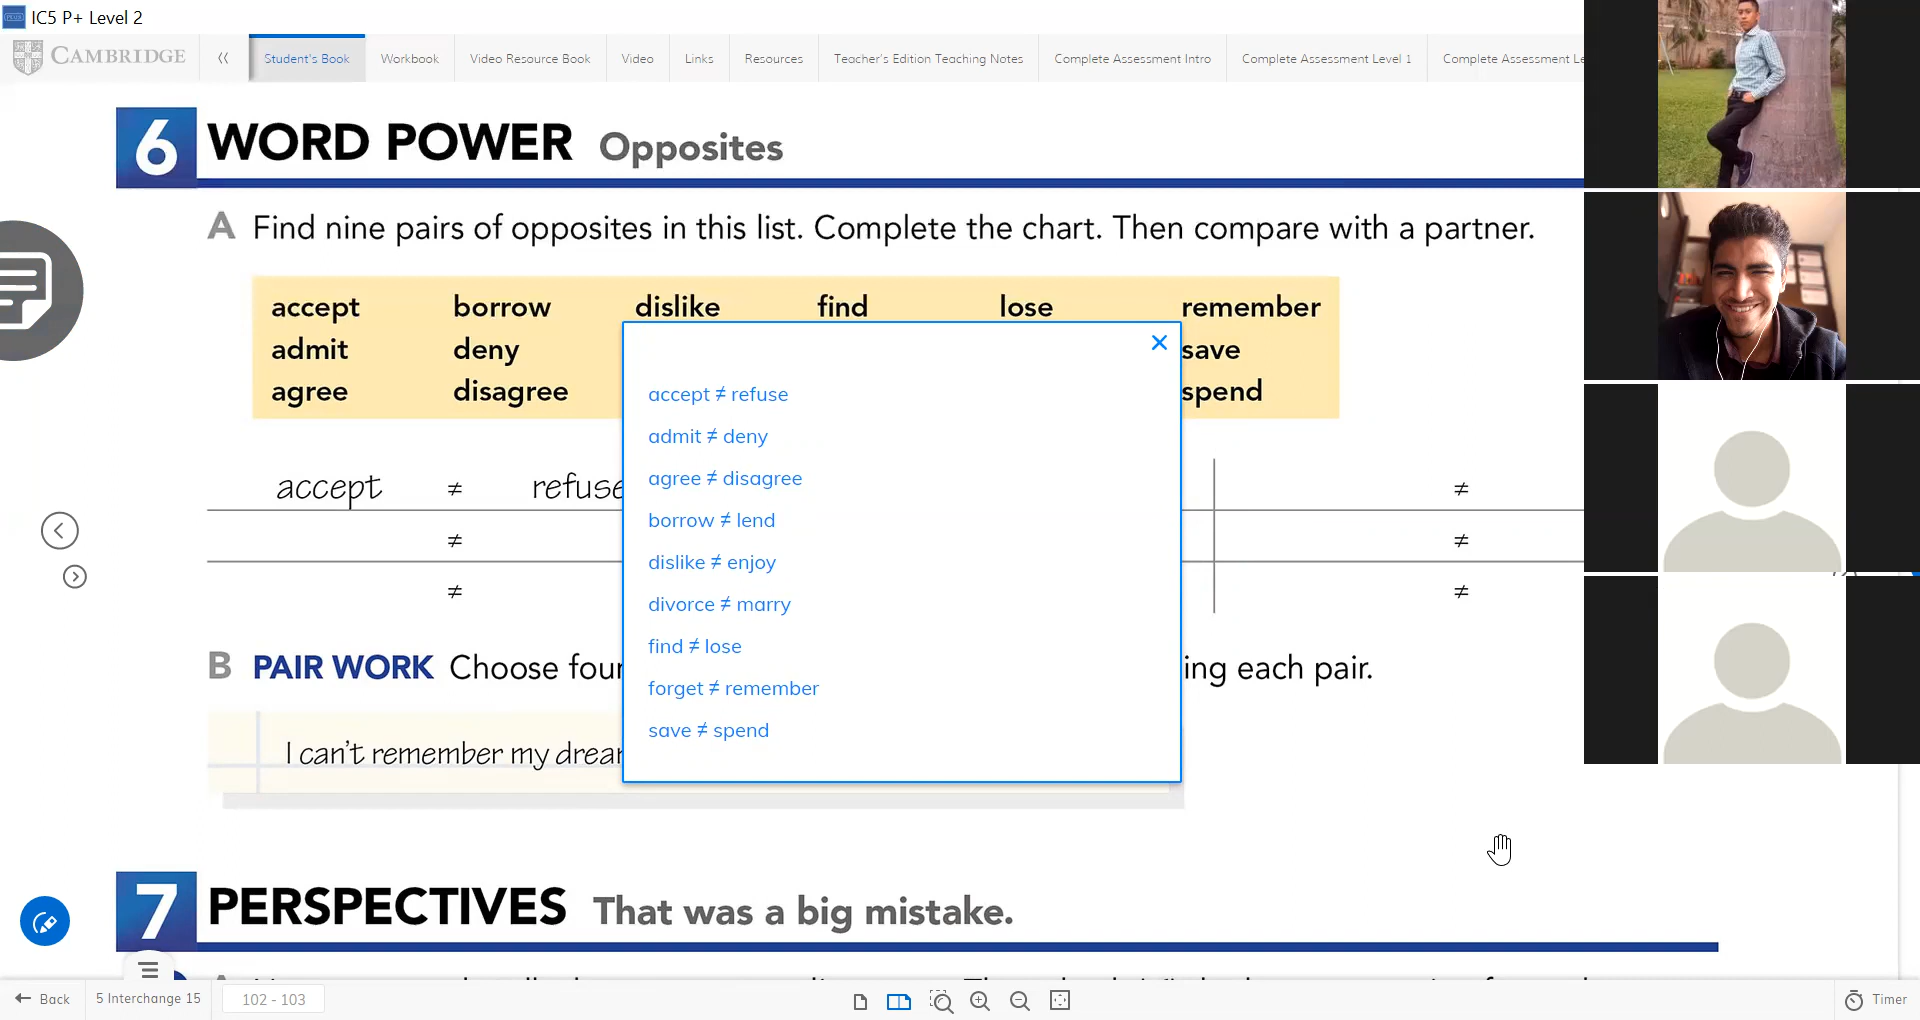 IC5 P+ Level 2
CAMBRIDGE
Student's Book
Workbook
Video Resource Book
Video
Links
Resources
Teacher's Edition Teaching Notes
Complete Assessment Intro
Complete Assessment Level 1
Complete Assessment Le
6 WORD POWER Opposites
A Find nine pairs of opposites in this list. Complete the chart. Then compare with a partner.
accept borrow dislike find lose remember
admit deny save
agree disagree spend
accept ≠ refuse ≠
≠ ≠
≠ ≠
accept ≠ refuse
admit ≠ deny
agree ≠ disagree
borrow ≠ lend
dislike ≠ enjoy
divorce ≠ marry
find ≠ lose
forget ≠ remember
save ≠ spend
B PAIR WORK Choose four ing each pair.
I can't remember my drea
7 PERSPECTIVES That was a big mistake.
Back
5 Interchange 15
102 - 103
Timer